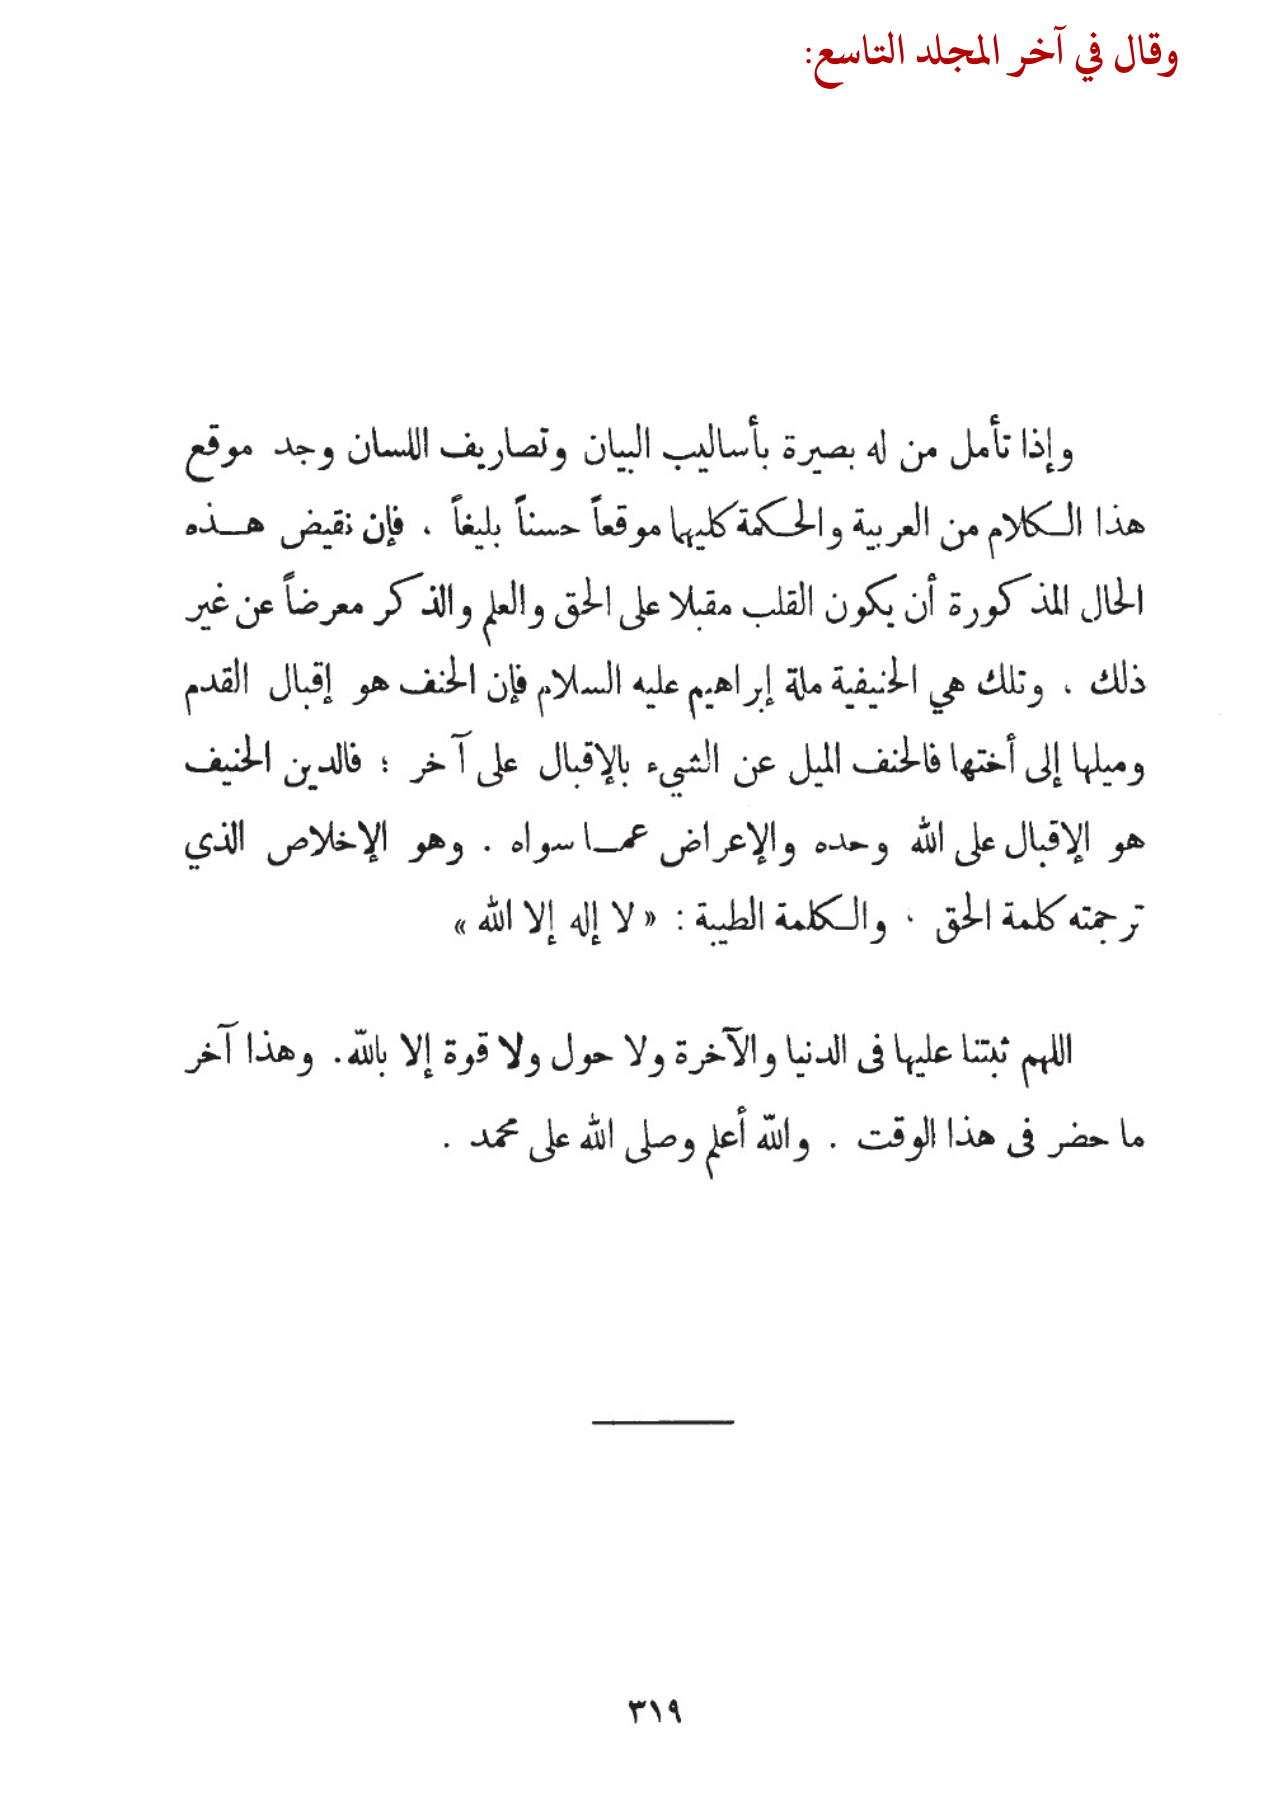 وقال في آخر المجلد التاسع:
وإذا تأمل من له بصيرة بأساليب البيان وتصاريف اللسان وجد موقع
هذا الكلام من العربية والحكمة كليها موقعاً حسناً بليغاً ، فإن نقيض هذه
الحال المذكورة أن يكون القلب مقبلا على الحق والعلم والذكر معرضاً عن غير
ذلك ، وتلك هي الحنيفية ملة إبراهيم عليه السلام فإن الحنف هو إقبال القدم
وميلها إلى أختها فالحنف الميل عن الشيء بالإقبال على آخر ؛ فالدين الحنيف
هو الإقبال على الله وحده والإعراض عما سواه . وهو الإخلاص الذي
ترجمته كلمة الحق ، والكلمة الطيبة : « لا إله إلا الله »
اللهم ثبتنا عليها فى الدنيا والآخرة ولا حول ولا قوة إلا بالله. وهذا آخر
ما حضر فى هذا الوقت . والله أعلم وصلى الله على محمد .
٣١٩